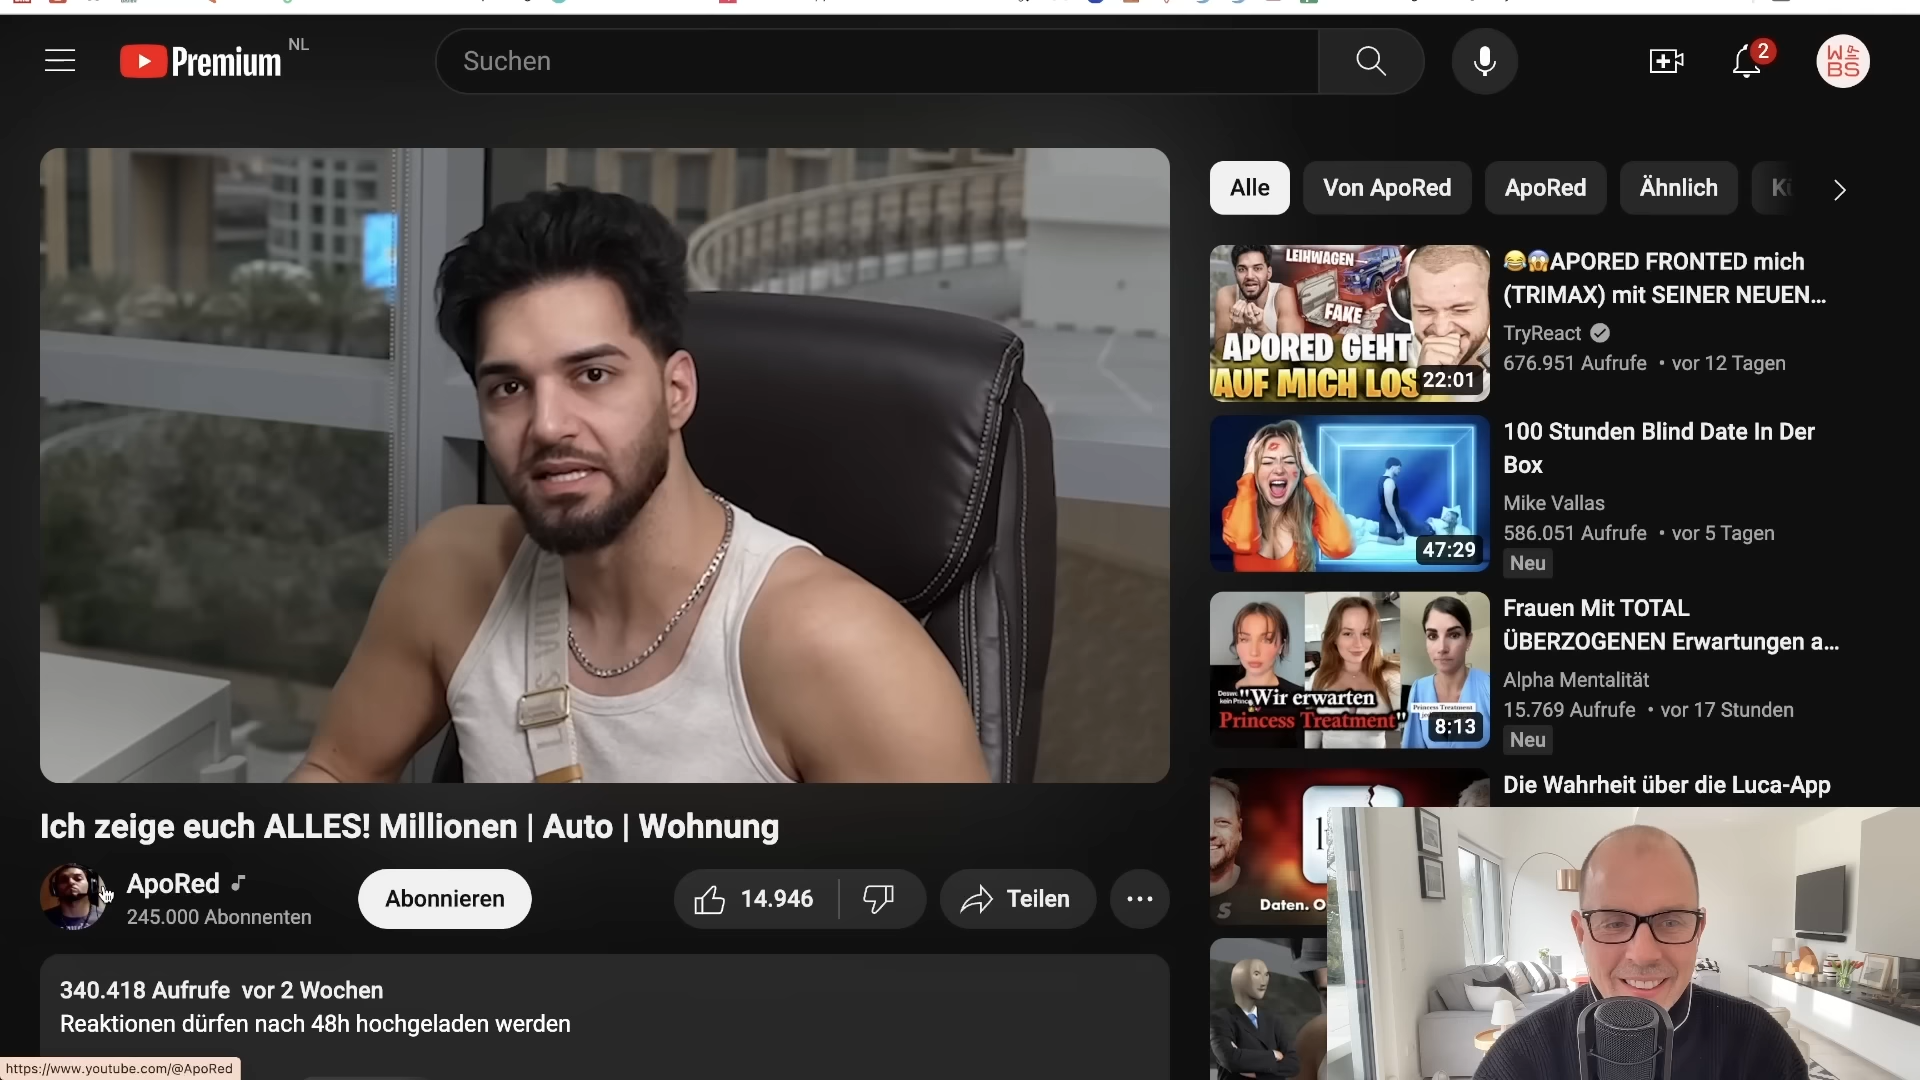 Premium NL
Suchen
2
W BS
Alle
Von ApoRed
ApoRed
Ähnlich
LEIHWAGEN
FAKE
APORED GEHT
AUF MICH LOS
22:01
😂😱APORED FRONTED mich
(TRIMAX) mit SEINER NEUEN...
TryReact
676.951 Aufrufe • vor 12 Tagen
47:29
100 Stunden Blind Date In Der
Box
Mike Vallas
586.051 Aufrufe • vor 5 Tagen
Neu
"Wir erwarten
Princess Treatment"
Princess Treatment
8:13
Frauen Mit TOTAL
ÜBERZOGENEN Erwartungen a...
Alpha Mentalität
15.769 Aufrufe • vor 17 Stunden
Neu
Die Wahrheit über die Luca-App
Daten. O
Ich zeige euch ALLES! Millionen | Auto | Wohnung
ApoRed
245.000 Abonnenten
Abonnieren
14.946
Teilen
340.418 Aufrufe vor 2 Wochen
Reaktionen dürfen nach 48h hochgeladen werden
https://www.youtube.com/@ApoRed